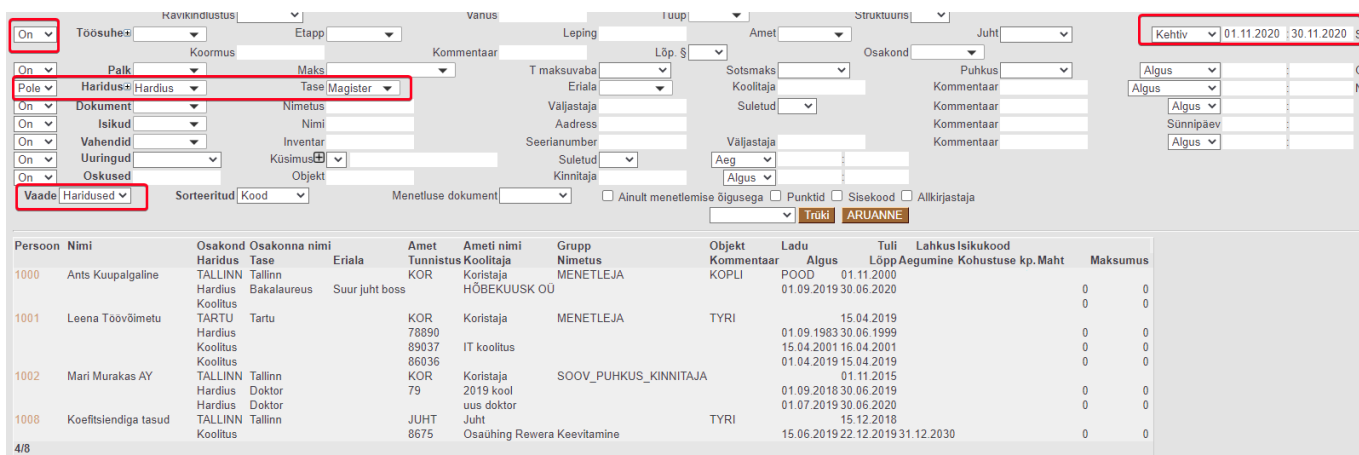 Ravikindlustus Vanus Tüüp Struktuuris
On Töösuhe Etapp Leping Amet Juht Kehtiv 01.11.2020 : 30.11.2020
Koormus Kommentaar Lõp. § Osakond
On Palk Maks T maksuvaba Sotsmaks Puhkus Algus :
Pole Haridus Hardius Tase Magister Eriala Koolitaja Kommentaar Algus :
On Dokument Nimetus Väljastaja Suletud Kommentaar Algus :
On Isikud Nimi Aadress Kommentaar Sünnipäev :
On Vahendid Inventar Seerianumber Väljastaja Kommentaar Algus :
On Uuringud Küsimus Suletud Aeg :
On Oskused Objekt Kinnitaja Algus :
Vaade Haridused Sorteeritud Kood Menetluse dokument Ainult menetlemise õigusega Punktid Sisekood Allkirjastaja
Trüki ARUANNE
Persoon Nimi Osakond Osakonna nimi Amet Ameti nimi Grupp Objekt Ladu Tuli Lahkus Isikukood
Haridus Tase Eriala Tunnistus Koolitaja Nimetus Kommentaar Algus Lõpp Aegumine Kohustuse kp. Maht Maksumus
1000 Ants Kuupalgaline TALLINN Tallinn KOR Koristaja MENETLEJA KOPLI POOD 01.11.2000
Hardius Bakalaureus Suur juht boss HÕBEKUUSK OÜ 01.09.2019 30.06.2020 0 0
Koolitus 0 0
1001 Leena Töövõimetu TARTU Tartu KOR Koristaja MENETLEJA TYRI 15.04.2019
Hardius 78890 01.09.1983 30.06.1999 0 0
Koolitus 89037 IT koolitus 15.04.2001 16.04.2001 0 0
Koolitus 86036 01.04.2019 15.04.2019 0 0
1002 Mari Murakas AY TALLINN Tallinn KOR Koristaja SOOV_PUHKUS_KINNITAJA 01.11.2015
Hardius Doktor 79 2019 kool 01.09.2018 30.06.2019 0 0
Hardius Doktor uus doktor 01.07.2019 30.06.2020 0 0
1008 Koefitsiendiga tasud TALLINN Tallinn JUHT Juht TYRI 15.12.2018
Koolitus 8675 Osaühing Rewera Keevitamine 15.06.2019 22.12.2019 31.12.2030 0 0
4/8